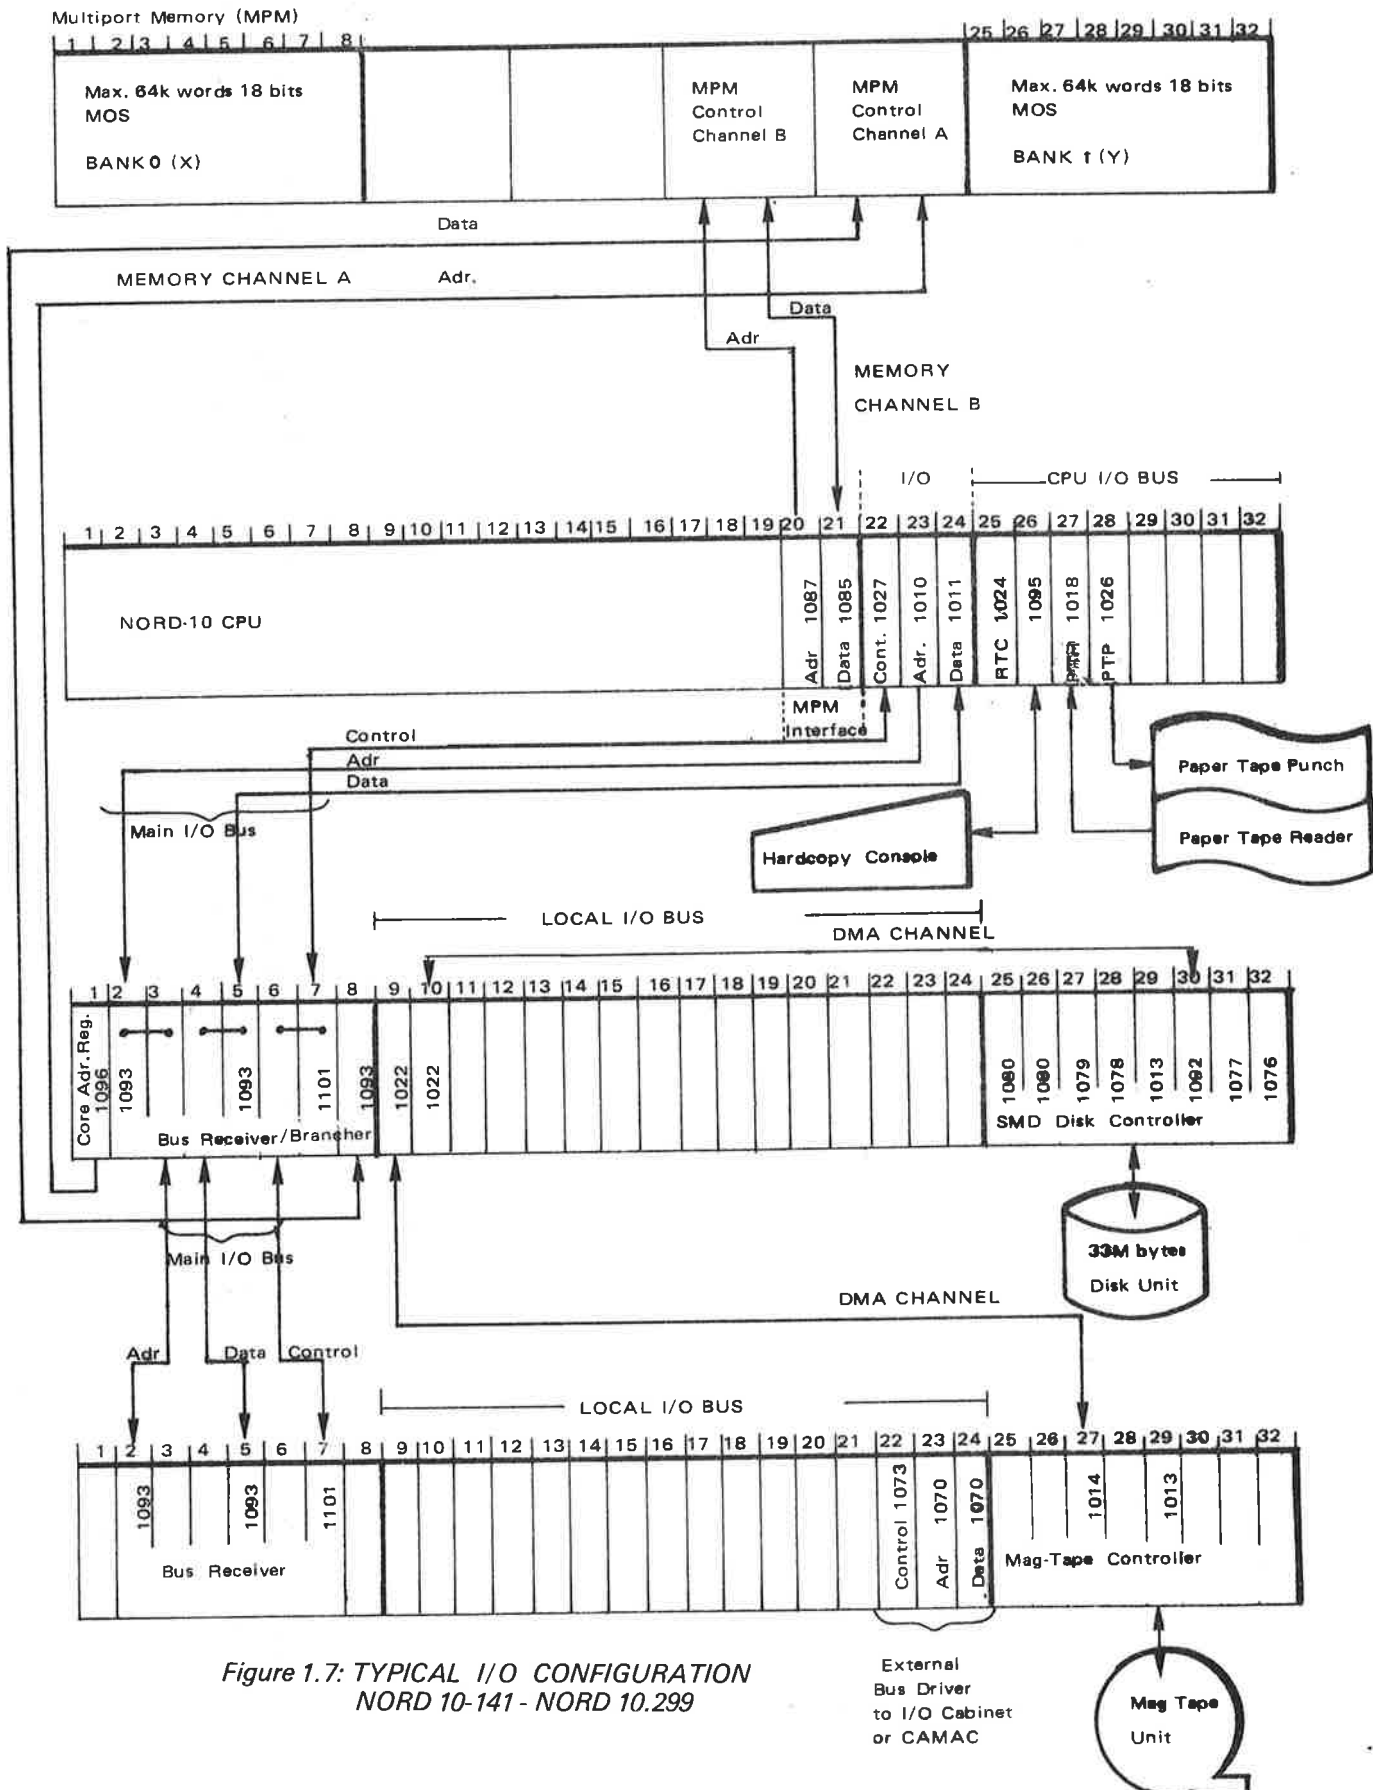 Multiport Memory (MPM)
1 2 3 4 5 6 7 8 25 26 27 28 29 30 31 32
Max. 64k words 18 bits
MOS
BANK 0 (X)
MPM
Control
Channel B
MPM
Control
Channel A
Max. 64k words 18 bits
MOS
BANK 1 (Y)
Data
MEMORY CHANNEL A Adr.
Data
Adr
MEMORY
CHANNEL B
I/O CPU I/O BUS
1 2 3 4 5 6 7 8 9 10 11 12 13 14 15 16 17 18 19 20 21 22 23 24 25 26 27 28 29 30 31 32
NORD-10 CPU
Adr 1087
Data 1085
Cont. 1027
Adr. 1010
Data 1011
RTC 1024
1095
1018
PTP 1026
MPM
Interface
Control
Adr
Data
Main I/O Bus
Paper Tape Punch
Paper Tape Reader
Hardcopy Console
LOCAL I/O BUS
DMA CHANNEL
1 2 3 4 5 6 7 8 9 10 11 12 13 14 15 16 17 18 19 20 21 22 23 24 25 26 27 28 29 30 31 32
Core Adr. Reg.
1096
1093
1093
1101
1093
1022
1022
1080
1080
1079
1078
1013
1092
1077
1076
Bus Receiver/Brancher
SMD Disk Controller
Main I/O Bus
33M bytes
Disk Unit
DMA CHANNEL
Adr Data Control
LOCAL I/O BUS
1 2 3 4 5 6 7 8 9 10 11 12 13 14 15 16 17 18 19 20 21 22 23 24 25 26 27 28 29 30 31 32
1093
1093
1101
Control 1073
Adr 1070
Data 1070
1014
1013
Bus Receiver
Mag-Tape Controller
External
Bus Driver
to I/O Cabinet
or CAMAC
Mag Tape
Unit
Figure 1.7: TYPICAL I/O CONFIGURATION
NORD 10-141 - NORD 10.299